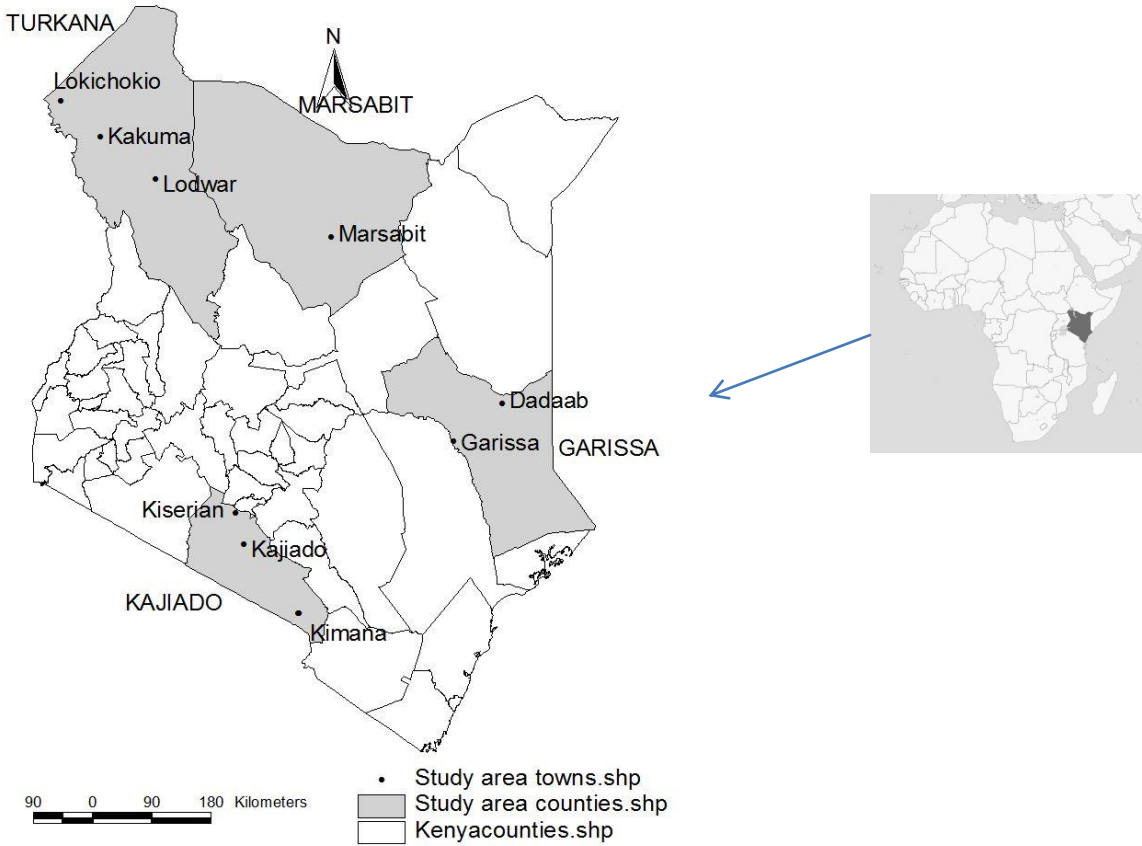 TURKANA
N
Lokichokio
MARSABIT
Kakuma
Lodwar
Marsabit
Dadaab
Garissa
GARISSA
Kiserian
Kajiado
KAJIADO
Kimana
Study area towns.shp
90 0 90 180 Kilometers
Study area counties.shp
Kenyacounties.shp